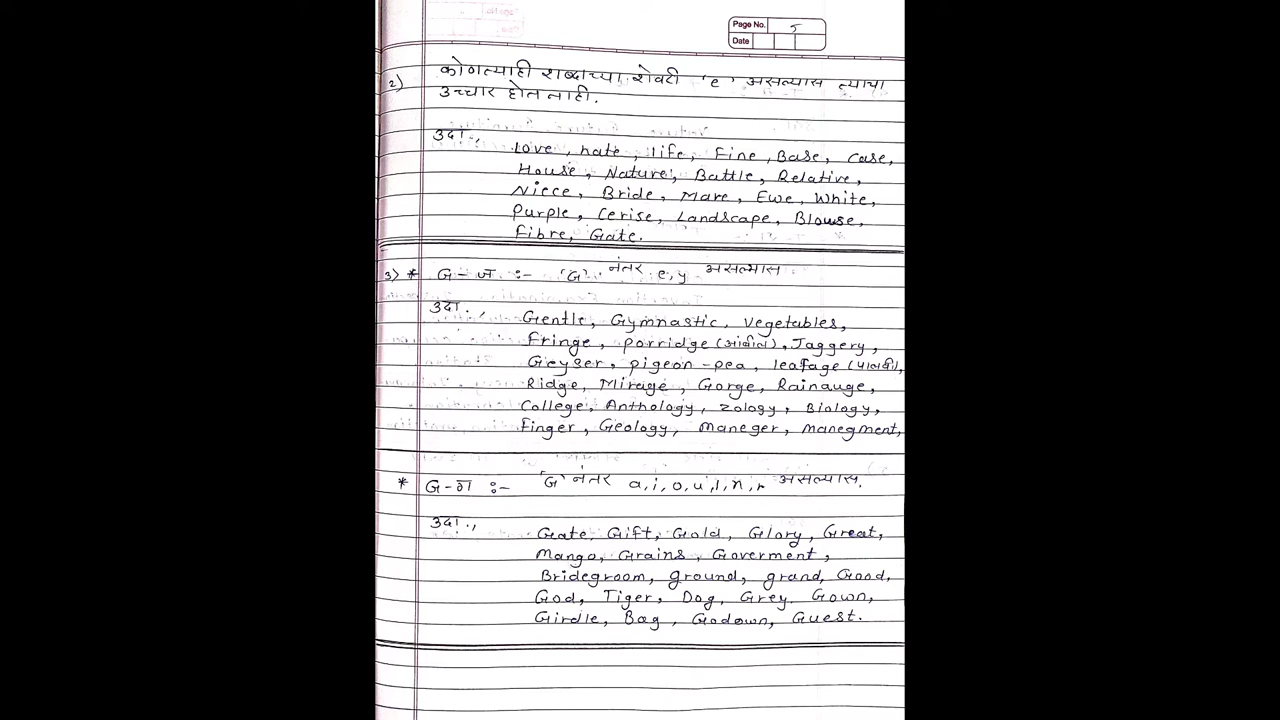 Page No. 5
Date
2) कोणत्याही शब्दाच्या शेवटी 'e' असल्यास त्याचा
उच्चार होत नाही.
उदा.,
Love, hate, life, Fine, Base, Case,
House, Nature, Battle, Relative,
Niece, Bride, Mare, Ewe, White,
Purple, Cerise, Landscape, Blouse,
Fibre, Gate.
3) * G - ज :- 'G' नंतर e, y असल्यास
उदा.,
Gentle, Gymnastic, Vegetables,
Fringe, porridge (आंबील), Jaggery,
Geyser, pigeon-pea, leafage (पालवी),
Ridge, Mirage, Gorge, Rainauge,
College, Anthology, Zology, Biology,
Finger, Geology, maneger, manegment,
* G - ग :- 'G' नंतर a, i, o, u, l, n, r असल्यास.
उदा.,
Gate, Gift, Gold, Glory, Great,
Mango, Grains, Goverment,
Bridegroom, ground, grand, Good,
God, Tiger, Dog, Grey, Gown,
Girdle, Bag, Godown, Guest.